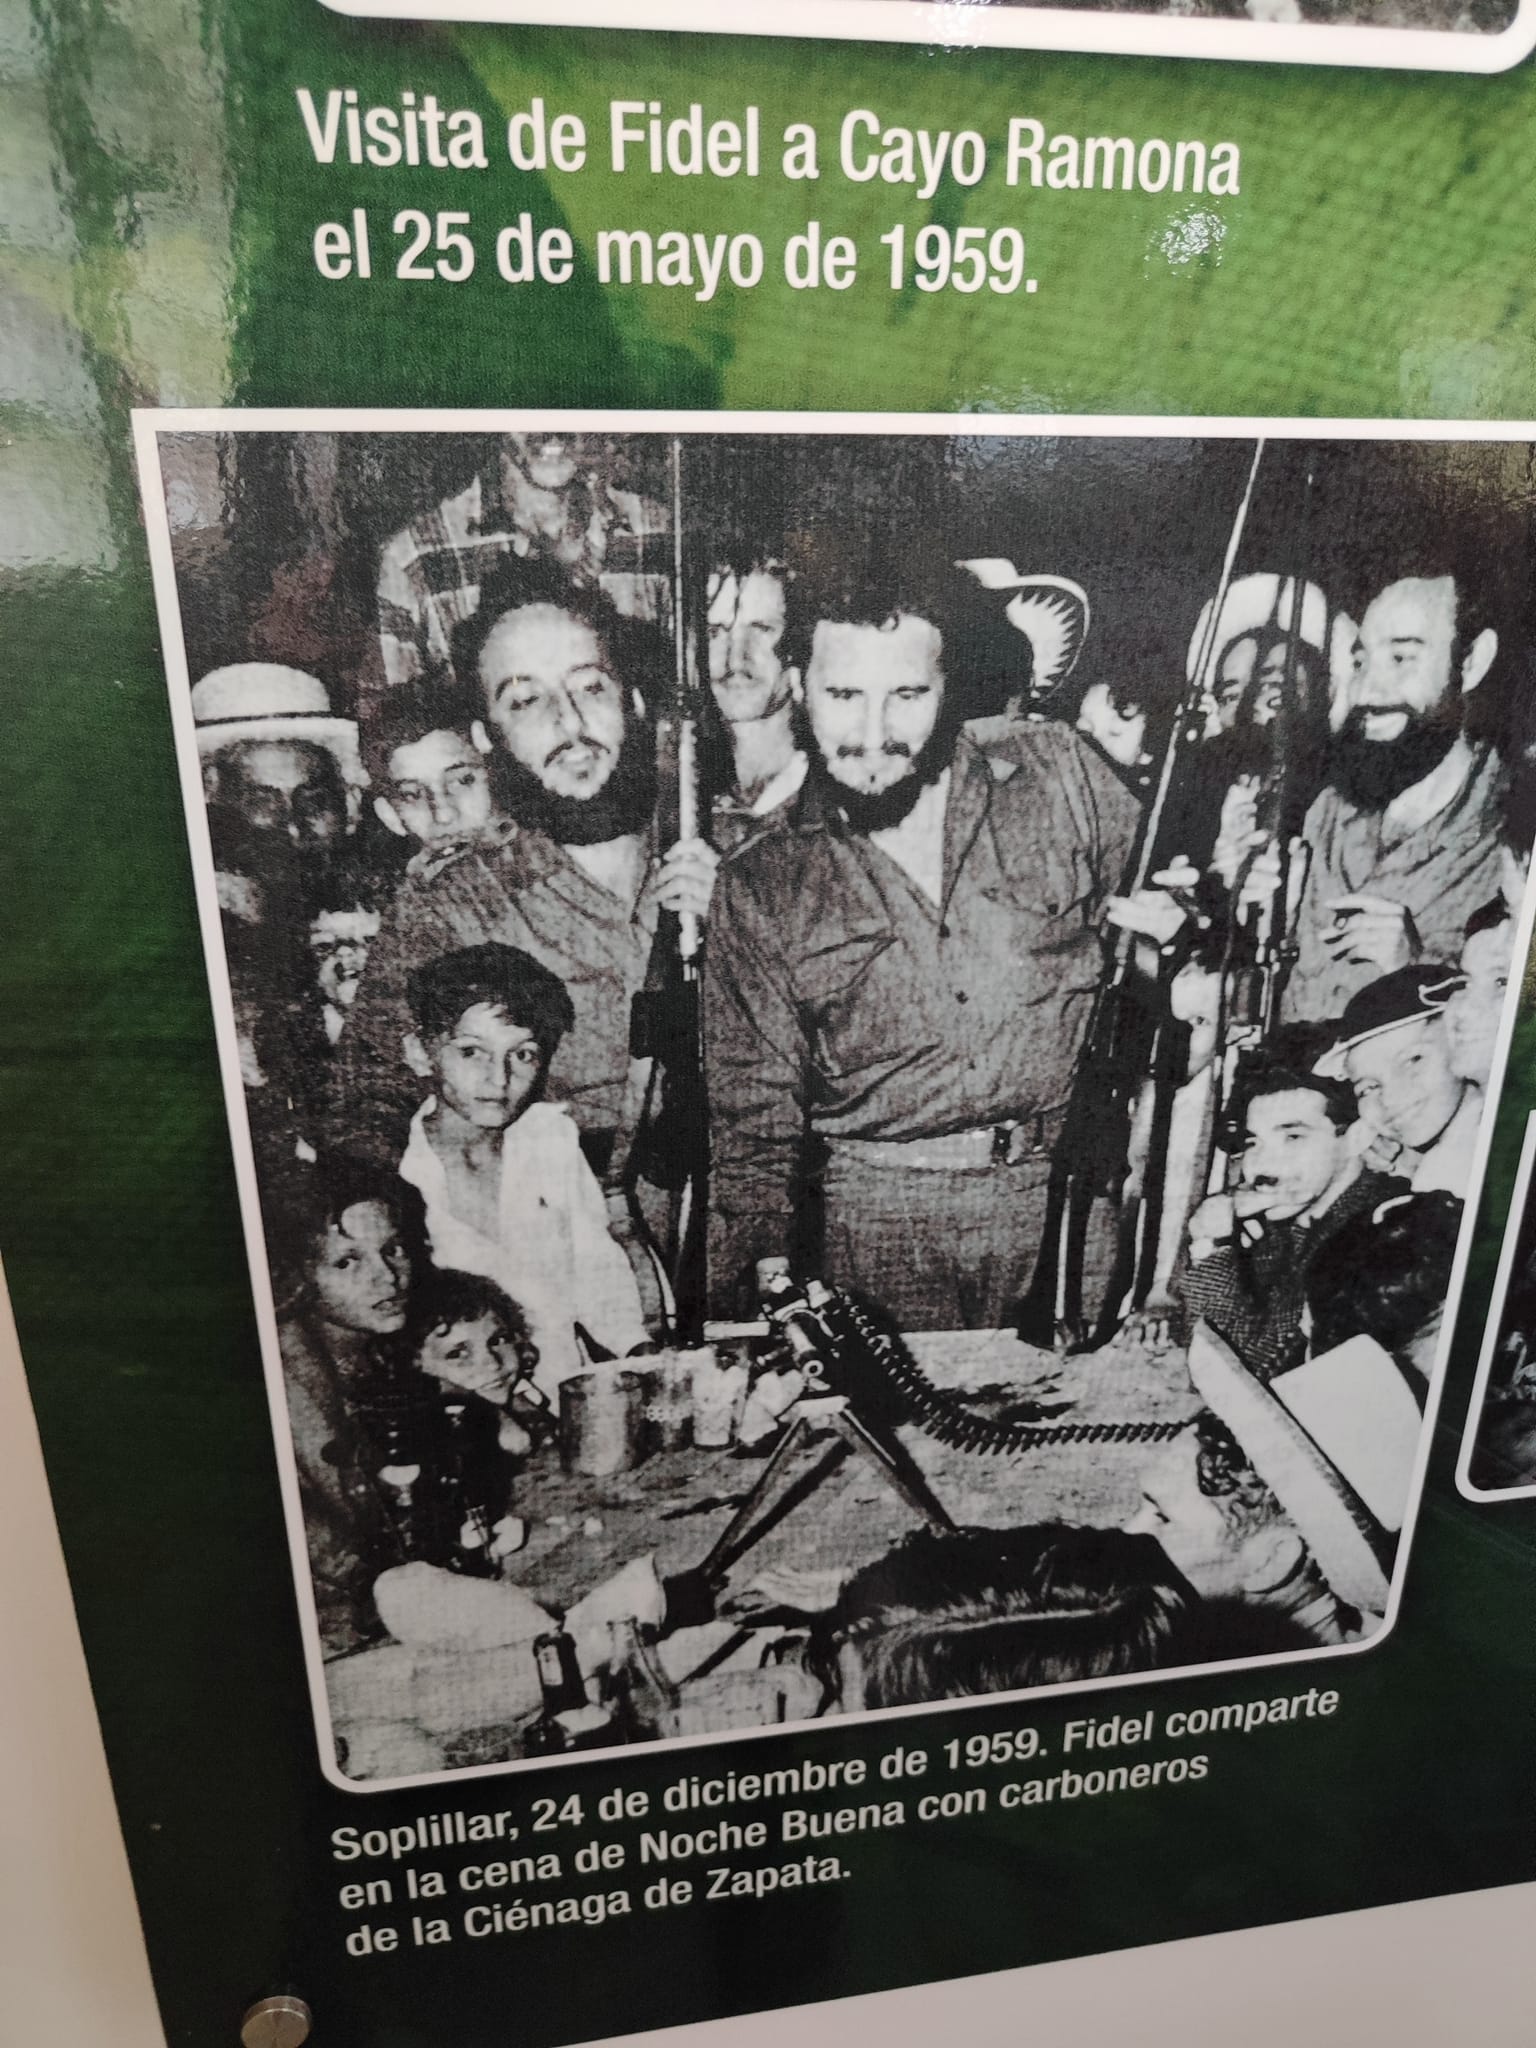 Visita de Fidel a Cayo Ramona
el 25 de mayo de 1959.
Soplillar, 24 de diciembre de 1959. Fidel comparte
en la cena de Noche Buena con carboneros
de la Ciénaga de Zapata.